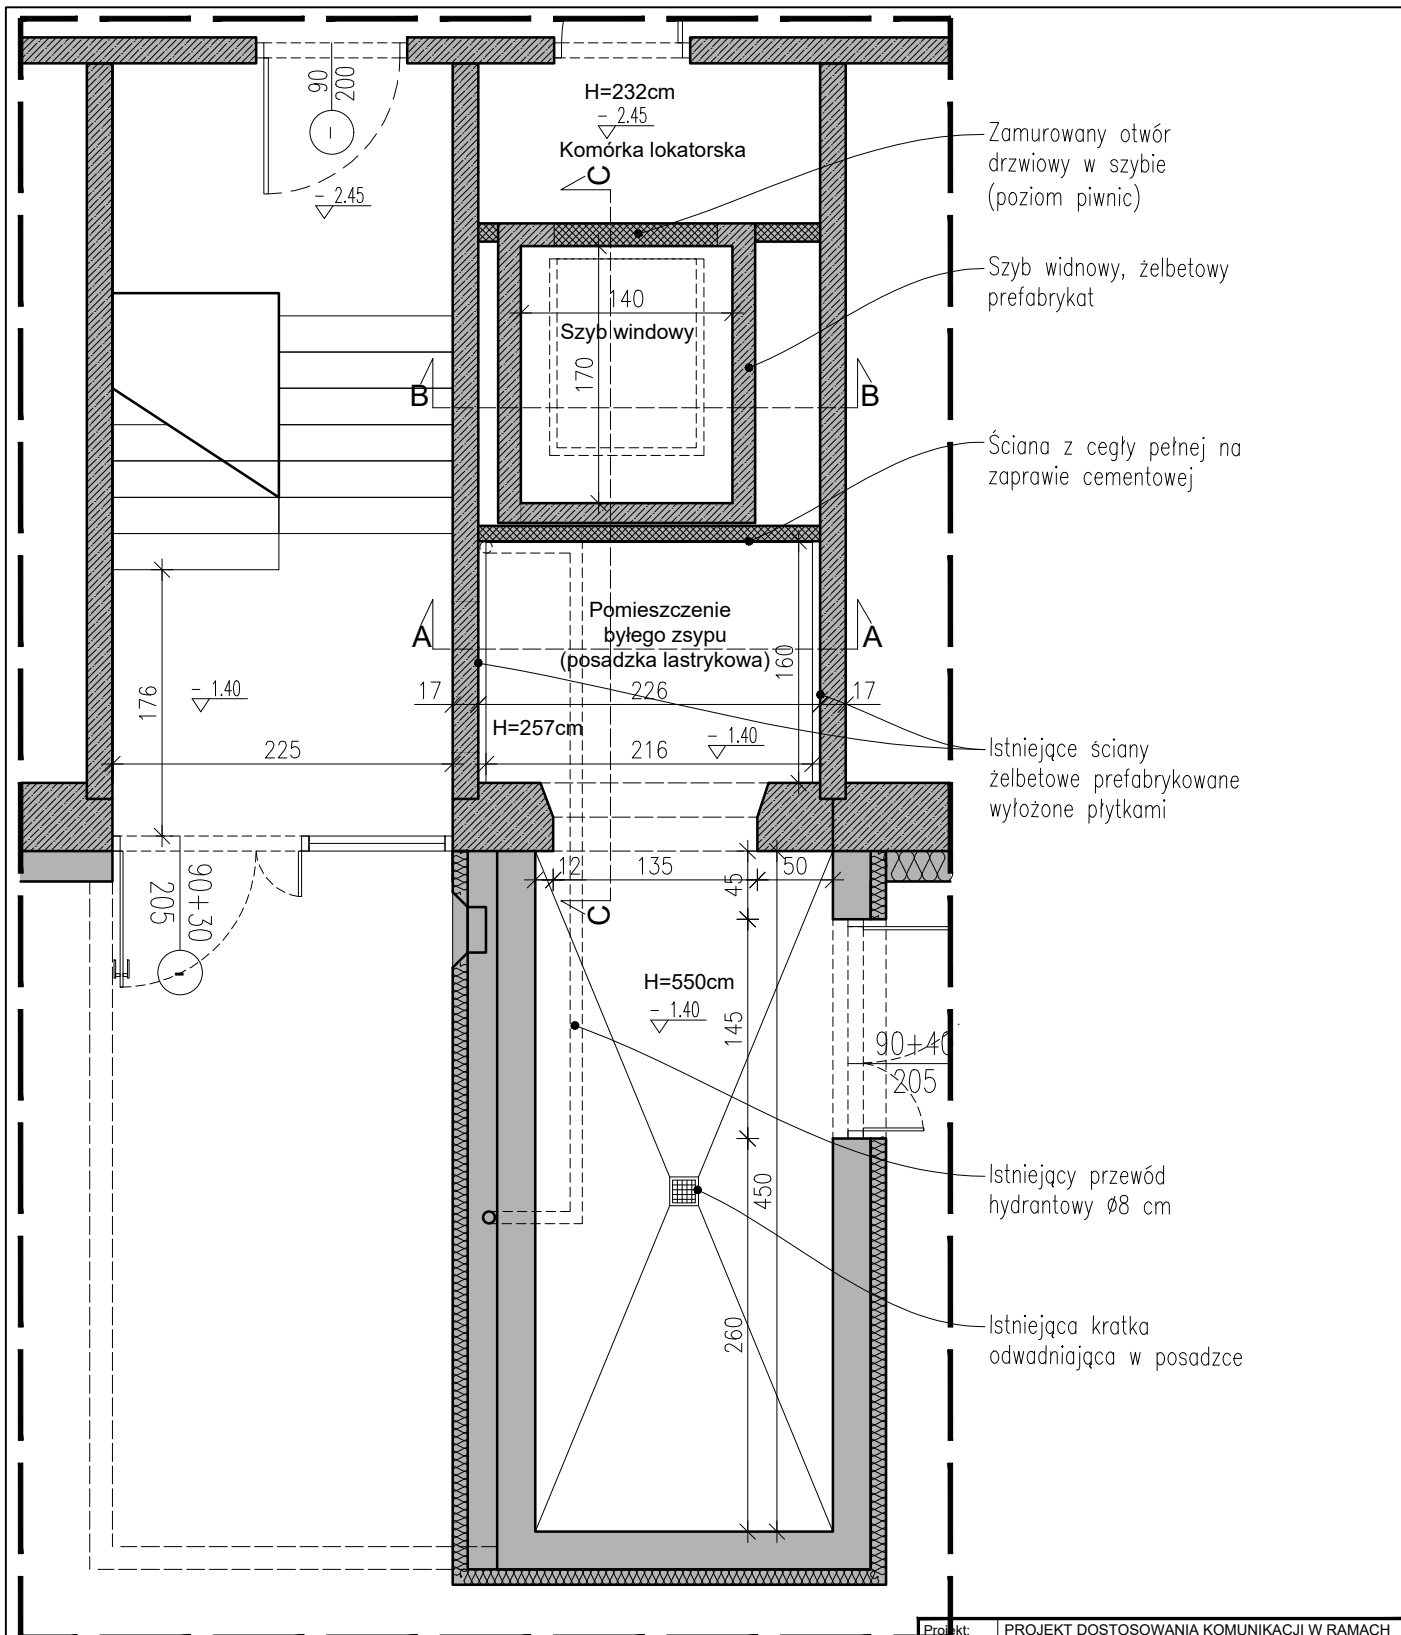 90
200
H=232cm
- 2.45
Komórka lokatorska
C
- 2.45
Zamurowany otwór
drzwiowy w szybie
(poziom piwnic)
Szyb widnowy, żelbetowy
prefabrykat
140
Szyb windowy
170
B
B
Ściana z cegły pełnej na
zaprawie cementowej
Pomieszczenie
byłego zsypu
(posadzka lastrykowa)
A
A
160
176
- 1.40
17
226
17
H=257cm
- 1.40
225
216
Istniejące ściany
żelbetowe prefabrykowane
wyłożone płytkami
12
135
50
45
90+30
205
C
H=550cm
- 1.40
145
90+40
205
450
Istniejący przewód
hydrantowy Ø8 cm
260
Istniejąca kratka
odwadniająca w posadzce
Projekt:
PROJEKT DOSTOSOWANIA KOMUNIKACJI W RAMACH